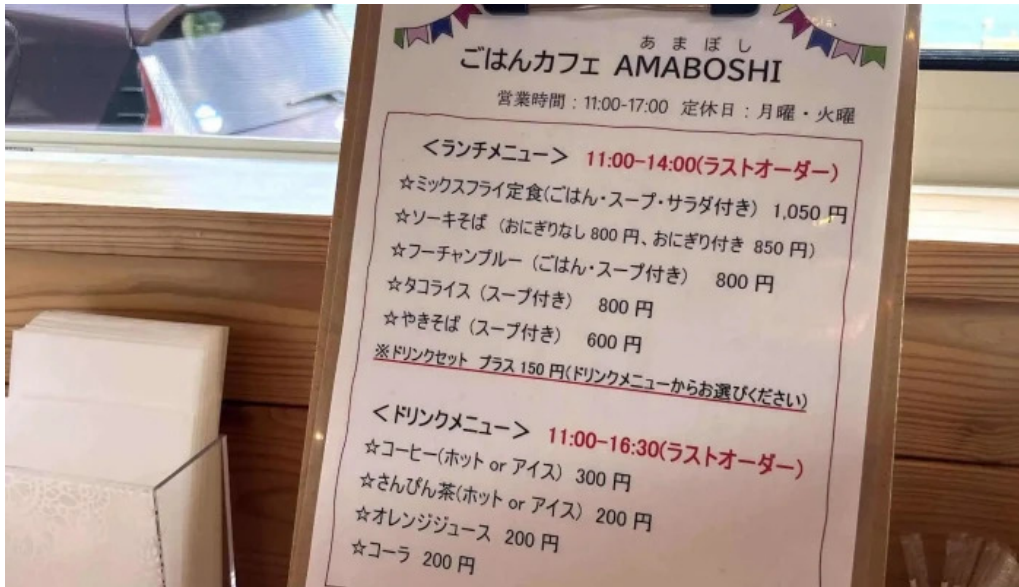 あまぼし
ごはんカフェ AMABOSHI
営業時間：11:00-17:00 定休日：月曜・火曜
＜ランチメニュー＞ 11:00-14:00(ラストオーダー)
☆ミックスフライ定食(ごはん・スープ・サラダ付き) 1,050 円
☆ソーキそば (おにぎりなし 800 円、おにぎり付き 850 円)
☆フーチャンプルー (ごはん・スープ付き) 800 円
☆タコライス (スープ付き) 800 円
☆やきそば (スープ付き) 600 円
※ドリンクセット プラス 150 円(ドリンクメニューからお選びください)
＜ドリンクメニュー＞ 11:00-16:30(ラストオーダー)
☆コーヒー(ホット or アイス) 300 円
☆さんぴん茶(ホット or アイス) 200 円
☆オレンジジュース 200 円
☆コーラ 200 円